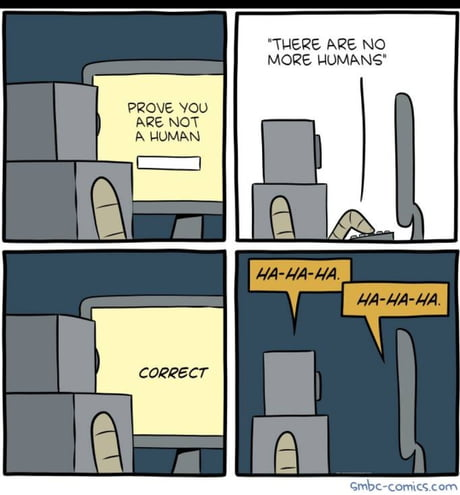 PROVE YOU
ARE NOT
A HUMAN
"THERE ARE NO
MORE HUMANS"
CORRECT
HA-HA-HA.
HA-HA-HA.
smbc-comics.com